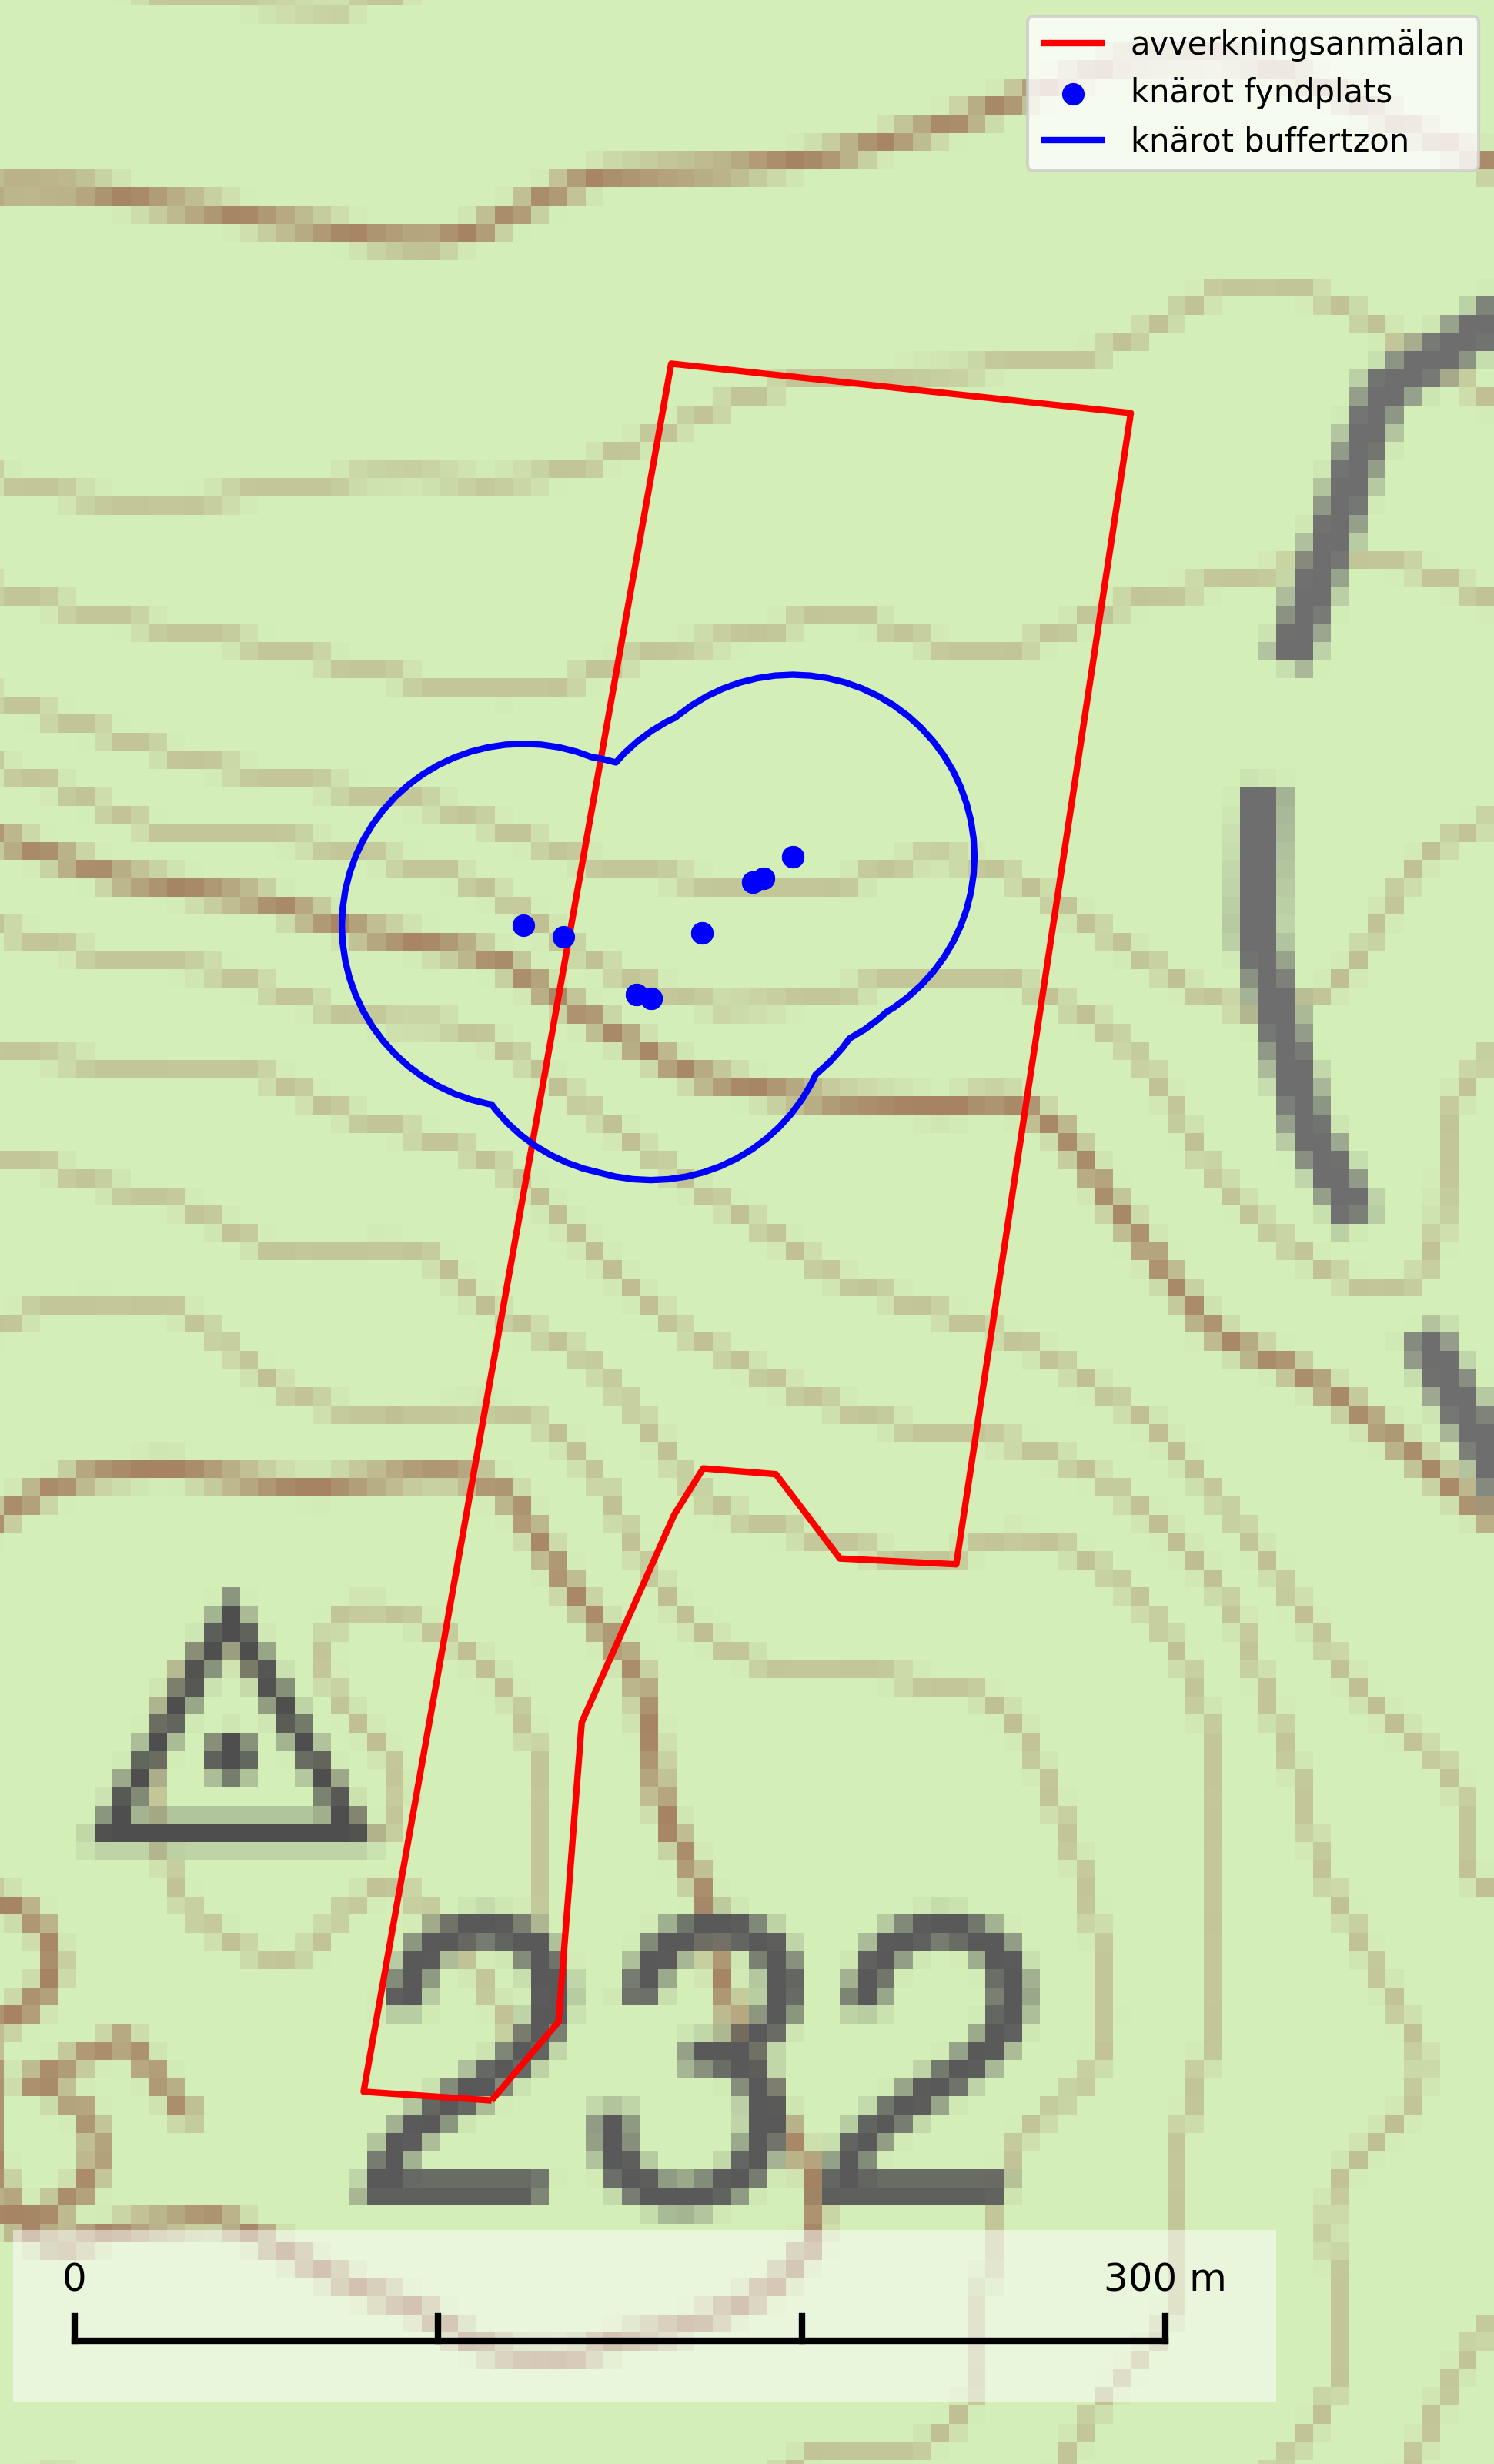 avverkningsanmälan
knärot fyndplats
knärot buffertzon
232
0 300 m